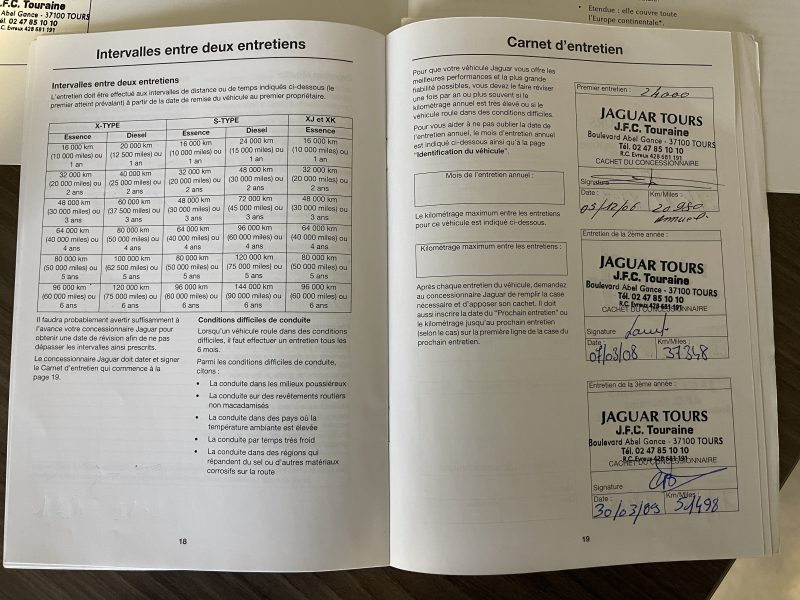 J.F.C. Touraine
Abel Gance - 37100 TOURS
Tél. 02 47 85 10 10
R.C. Evreux 428 681 191
• Etendue : elle couvre toute
l'Europe continentale*.
Intervalles entre deux entretiens
Intervalles entre deux entretiens
L'entretien doit être effectué aux intervalles de distance ou de temps indiqués ci-dessous (le
premier atteint prévalant) à partir de la date de remise du véhicule au premier propriétaire.
X-TYPE S-TYPE XJ et XK
Essence Diesel Essence Diesel Essence
16 000 km 20 000 km 16 000 km 24 000 km 16 000 km
(10 000 miles) ou (12 500 miles) ou (10 000 miles) ou (15 000 miles) ou (10 000 miles) ou
1 an 1 an 1 an 1 an 1 an
32 000 km 40 000 km 32 000 km 48 000 km 32 000 km
(20 000 miles) ou (25 000 miles) ou (20 000 miles) ou (30 000 miles) ou (20 000 miles) ou
2 ans 2 ans 2 ans 2 ans 2 ans
48 000 km 60 000 km 48 000 km 72 000 km 48 000 km
(30 000 miles) ou (37 500 miles) ou (30 000 miles) ou (45 000 miles) ou (30 000 miles) ou
3 ans 3 ans 3 ans 3 ans 3 ans
64 000 km 80 000 km 64 000 km 96 000 km 64 000 km
(40 000 miles) ou (50 000 miles) ou (40 000 miles) ou (60 000 miles) ou (40 000 miles) ou
4 ans 4 ans 4 ans 4 ans 4 ans
80 000 km 100 000 km 80 000 km 120 000 km 80 000 km
(50 000 miles) ou (62 500 miles) ou (50 000 miles) ou (75 000 miles) ou (50 000 miles) ou
5 ans 5 ans 5 ans 5 ans 5 ans
96 000 km 120 000 km 96 000 km 144 000 km 96 000 km
(60 000 miles) ou (75 000 miles) ou (60 000 miles) ou (90 000 miles) ou (60 000 miles) ou
6 ans 6 ans 6 ans 6 ans 6 ans
Il faudra probablement avertir suffisamment à
l'avance votre concessionnaire Jaguar pour
obtenir une date de révision afin de ne pas
dépasser les intervalles ainsi prescrits.
Le concessionnaire Jaguar doit dater et signer
le Carnet d'entretien qui commence à la
page 19.
Conditions difficiles de conduite
Lorsqu'un véhicule roule dans des conditions
difficiles, il faut effectuer un entretien tous les
6 mois.
Parmi les conditions difficiles de conduite,
citons :
• La conduite dans les milieux poussiéreux
• La conduite sur des revêtements routiers
non macadamisés
• La conduite dans des pays où la
température ambiante est élevée
• La conduite par temps très froid
• La conduite dans des régions qui
répandent du sel ou d'autres matériaux
corrosifs sur la route
18
Carnet d'entretien
Pour que votre véhicule Jaguar vous offre les
meilleures performances et la plus grande
fiabilité possibles, vous devez le faire réviser
une fois par an ou plus souvent si le
kilométrage annuel est très élevé ou si le
véhicule roule dans des conditions difficiles.
Pour vous aider à ne pas oublier la date de
l'entretien annuel, le mois d'entretien annuel
est indiqué ci-dessous ainsi qu'à la page
"Identification du véhicule".
Mois de l'entretien annuel :
Le kilométrage maximum entre les entretiens
pour ce véhicule est indiqué ci-dessous.
Kilométrage maximum entre les entretiens :
Après chaque entretien du véhicule, demandez
au concessionnaire Jaguar de remplir la case
nécessaire et d'apposer son cachet. Il doit
aussi inscrire la date du "Prochain entretien" ou
le kilométrage jusqu'au prochain entretien
(selon le cas) sur la première ligne de la case du
prochain entretien.
Premier entretien : 24000
JAGUAR TOURS
J.F.C. Touraine
Boulevard Abel Gance - 37100 TOURS
Tél. 02 47 85 10 10
R.C. Evreux 428 681 191
CACHET DU CONCESSIONNAIRE
Signature
Date : Km/Miles :
05/12/06 20950
Annuel.
Entretien de la 2ème année :
JAGUAR TOURS
J.F.C. Touraine
Boulevard Abel Gance - 37100 TOURS
Tél. 02 47 85 10 10
R.C. Evreux 428 681 191
CACHET DU CONCESSIONNAIRE
Signature
Date : Km/Miles :
07/03/08 37348
Entretien de la 3ème année :
JAGUAR TOURS
J.F.C. Touraine
Boulevard Abel Gance - 37100 TOURS
Tél. 02 47 85 10 10
R.C. Evreux 428 681 191
CACHET DU CONCESSIONNAIRE
Signature
Date : Km/Miles :
30/03/09 51498
19